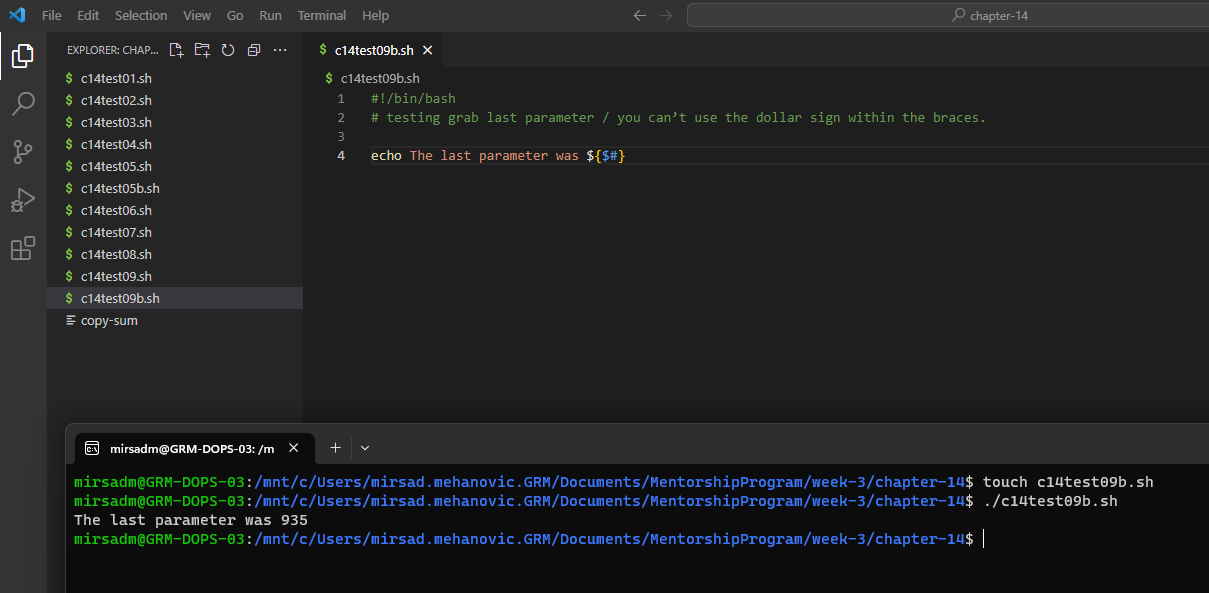 File Edit Selection View Go Run Terminal Help ← → chapter-14
EXPLORER: CHAP... ...
$ c14test01.sh
$ c14test02.sh
$ c14test03.sh
$ c14test04.sh
$ c14test05.sh
$ c14test05b.sh
$ c14test06.sh
$ c14test07.sh
$ c14test08.sh
$ c14test09.sh
$ c14test09b.sh
copy-sum
$ c14test09b.sh ×
$ c14test09b.sh
1 #!/bin/bash
2 # testing grab last parameter / you can’t use the dollar sign within the braces.
3
4 echo The last parameter was ${$#}
mirsadm@GRM-DOPS-03: /m × +
mirsadm@GRM-DOPS-03:/mnt/c/Users/mirsad.mehanovic.GRM/Documents/MentorshipProgram/week-3/chapter-14$ touch c14test09b.sh
mirsadm@GRM-DOPS-03:/mnt/c/Users/mirsad.mehanovic.GRM/Documents/MentorshipProgram/week-3/chapter-14$ ./c14test09b.sh
The last parameter was 935
mirsadm@GRM-DOPS-03:/mnt/c/Users/mirsad.mehanovic.GRM/Documents/MentorshipProgram/week-3/chapter-14$